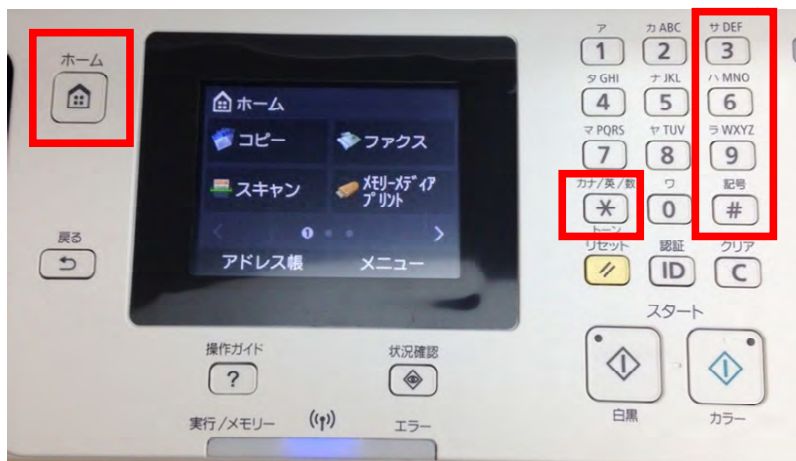 ホーム
戻る
ホーム
コピー
ファクス
スキャン
メモリーメディア
プリント
1
アドレス帳
メニュー
操作ガイド
?
状況確認
実行/メモリー
エラー
ア
カ ABC
サ DEF
1
2
3
タ GHI
ナ JKL
ハ MNO
4
5
6
マ PQRS
ヤ TUV
ラ WXYZ
7
8
9
カナ/英/数
ワ
記号
*
0
#
トーン
リセット
認証
クリア
ID
C
スタート
白黒
カラー